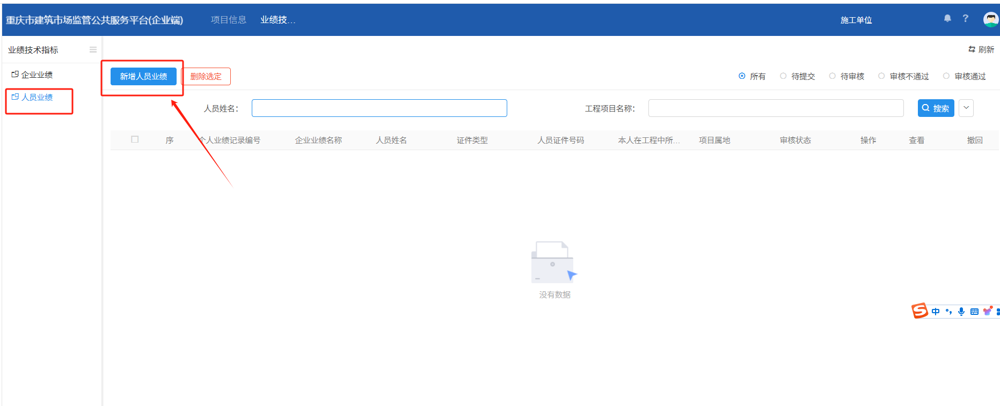 重庆市建筑市场监管公共服务平台(企业端) 项目信息 业绩技... 施工单位 ?
业绩技术指标 刷新
企业业绩
人员业绩
新增人员业绩 删除选定 所有 待提交 待审核 审核不通过 审核通过
人员姓名： 工程项目名称： 搜索
序 个人业绩记录编号 企业业绩名称 人员姓名 证件类型 人员证件号码 本人在工程中所... 项目属地 审核状态 操作 查看 撤回
没有数据
S 中 °,